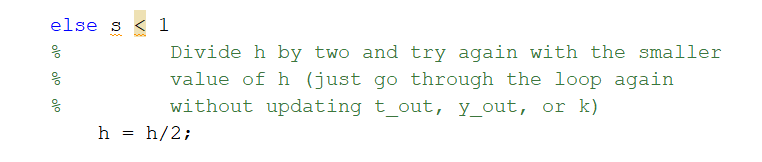 else s < 1
% Divide h by two and try again with the smaller
% value of h (just go through the loop again
% without updating t_out, y_out, or k)
h = h/2;